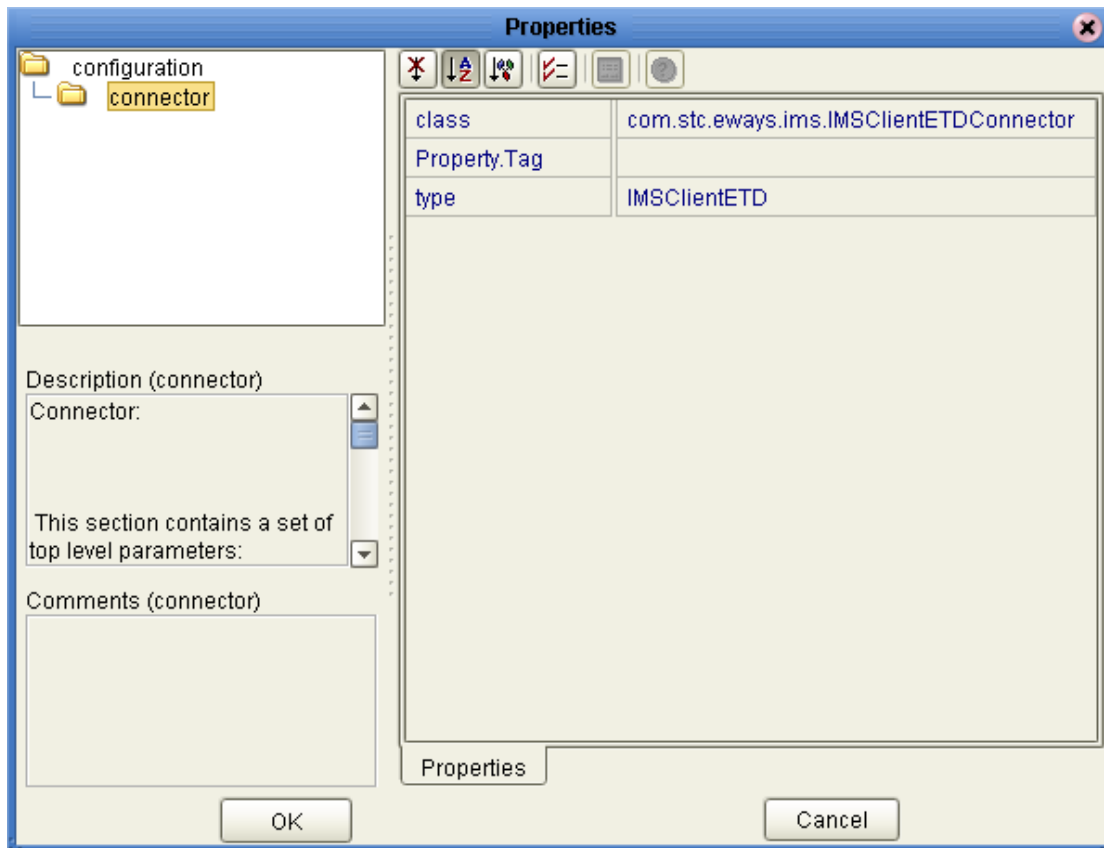 Properties
configuration
connector
class com.stc.eways.ims.IMSClientETDConnector
Property.Tag
type IMSClientETD
Description (connector)
Connector:
This section contains a set of
top level parameters:
Comments (connector)
Properties
OK
Cancel